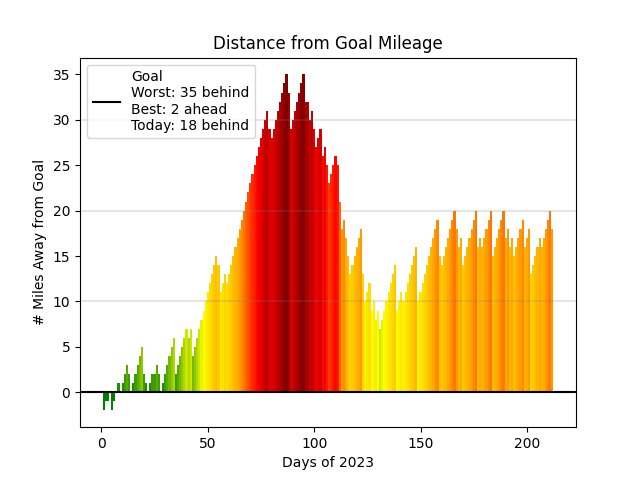 Distance from Goal Mileage
Goal
Worst: 35 behind
Best: 2 ahead
Today: 18 behind
# Miles Away from Goal
35
30
25
20
15
10
5
0
0 50 100 150 200
Days of 2023